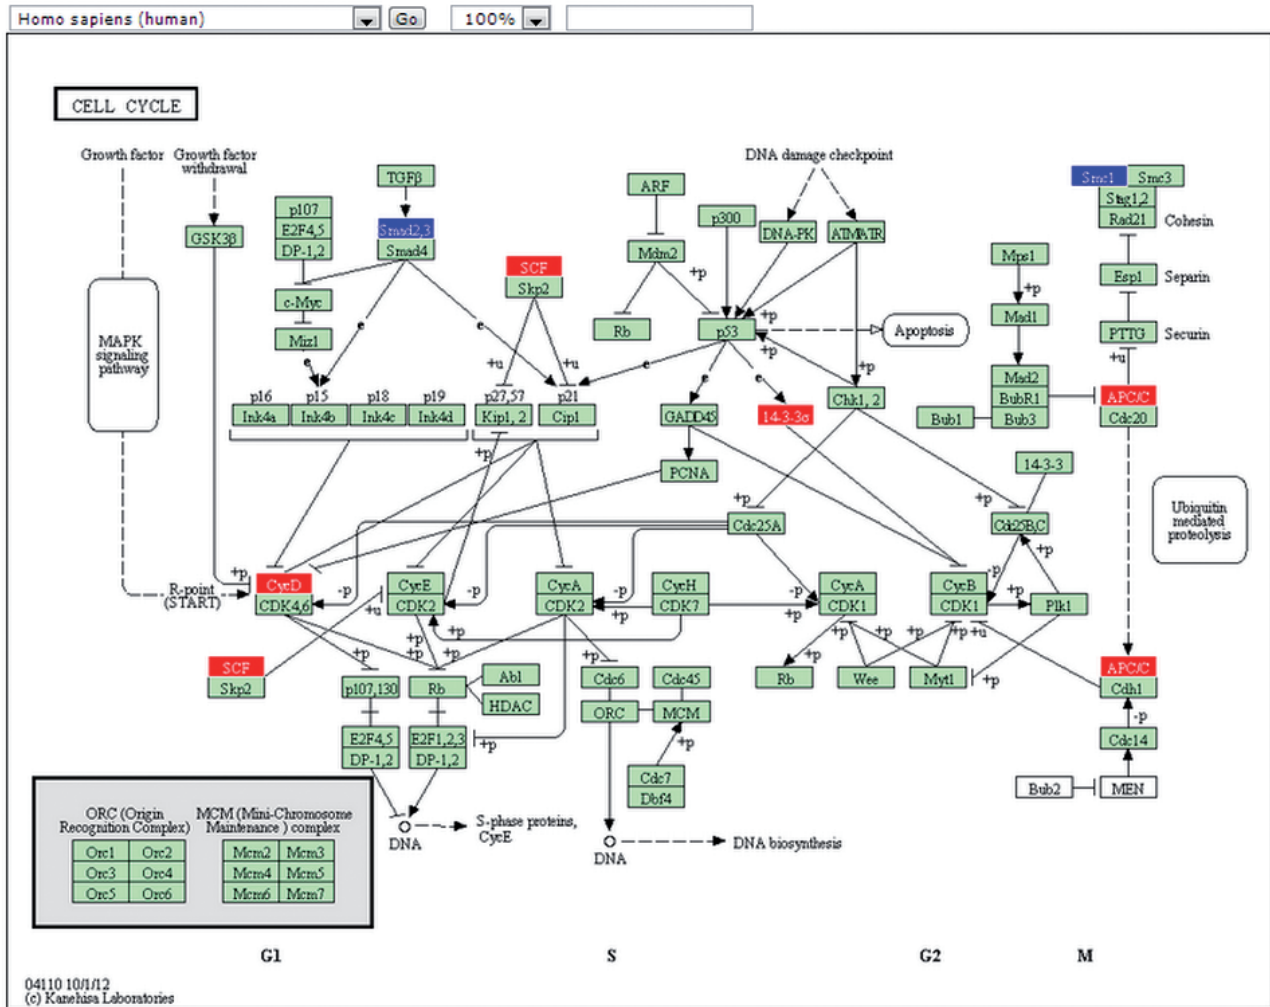 Homo sapiens (human)
Go
100%
CELL CYCLE
Growth factor
Growth factor
withdrawal
DNA damage checkpoint
TGFβ
ARF
Smc1
Smc3
Stag1,2
Rad21
Cohesin
p107
E2F4,5
DP-1,2
Smad2,3
Smad4
GSK3β
p300
DNA-PK
ATMATR
Mdm2
+p
Mps1
+p
SCF
Skp2
Esp1
Separin
c-Myc
Miz1
e
e
e
Rb
p53
+p
+p
Apoptosis
Mad1
PTTG
Securin
+u
MAPK
signaling
pathway
+u
+u
e
e
+p
Mad2
BubR1
Bub3
Bub1
APC/C
Cdc20
p16
p15
p18
p19
p27,57
p21
Ink4a
Ink4b
Ink4c
Ink4d
Kip1, 2
Cip1
GADD45
14-3-3σ
Chk1, 2
+p
PCNA
14-3-3
+p
+p
Cdc25A
Cdc25B,C
Ubiquitin
mediated
proteolysis
R-point
(START)
+p
CycD
CDK4,6
-p
CycE
CDK2
-p
CycA
CDK2
-p
+p
CycH
CDK7
+p
CycA
CDK1
-p
CycB
CDK1
-p
+p
+p
Plk1
+u
+p
+p
+p
+p
+p
+p
+p
+p
+u
SCF
Skp2
p107,130
Rb
Abl
HDAC
Cdc6
Cdc45
ORC
MCM
Rb
Wee
Myt1
+p
APC/C
Cdh1
-p
Cdc14
E2F4,5
DP-1,2
E2F1,2,3
DP-1,2
+p
+p
Cdc7
Dbf4
Bub2
MEN
DNA
S-phase proteins,
CycE
DNA
DNA biosynthesis
ORC (Origin
Recognition Complex)
MCM (Mini-Chromosome
Maintenance ) complex
Orc1
Orc2
Mcm2
Mcm3
Orc3
Orc4
Mcm4
Mcm5
Orc5
Orc6
Mcm6
Mcm7
G1
S
G2
M
04110 10/1/12
(c) Kanehisa Laboratories